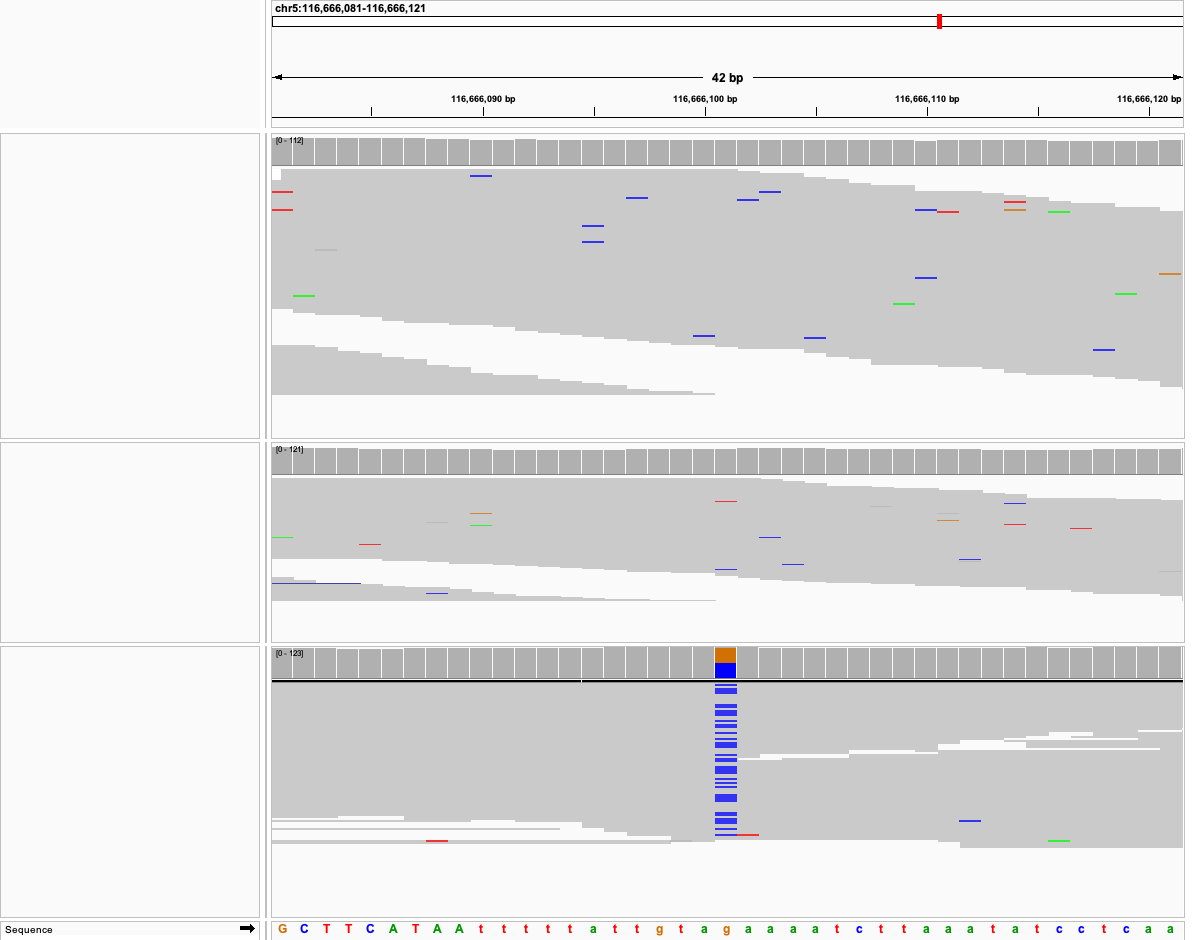 chr5:116,666,081-116,666,121
42 bp
116,666,090 bp 116,666,100 bp 116,666,110 bp 116,666,120 bp
[0 - 112]
[0 - 121]
[0 - 123]
Sequence G C T T C A T A A t t t t t a t t g t a g a a a a t c t t a a a t a t c c t c a a